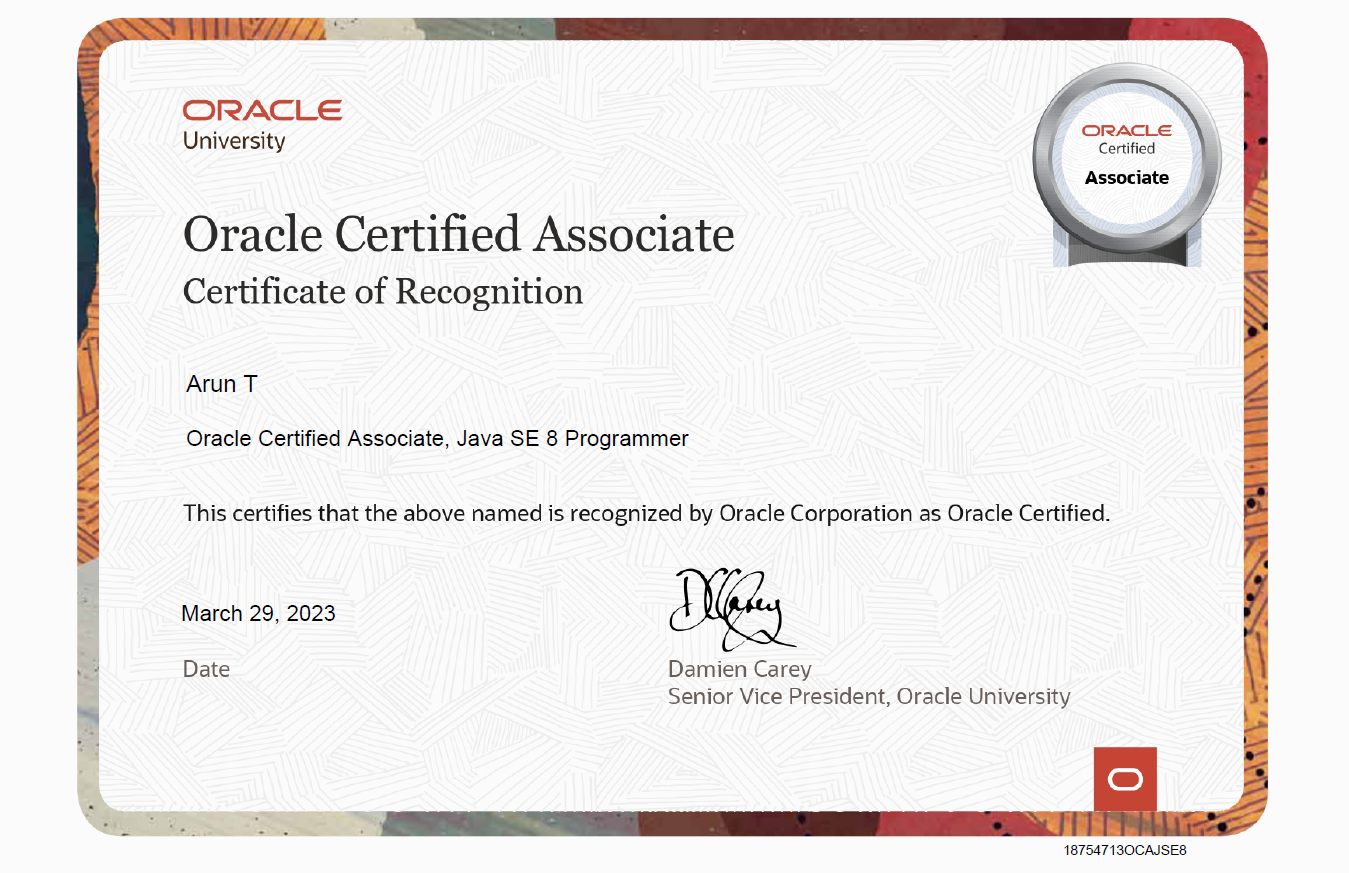 ORACLE
University
ORACLE
Certified
Associate
Oracle Certified Associate
Certificate of Recognition
Arun T
Oracle Certified Associate, Java SE 8 Programmer
This certifies that the above named is recognized by Oracle Corporation as Oracle Certified.
DCarey
March 29, 2023
Date
Damien Carey
Senior Vice President, Oracle University
18754713OCAJSE8